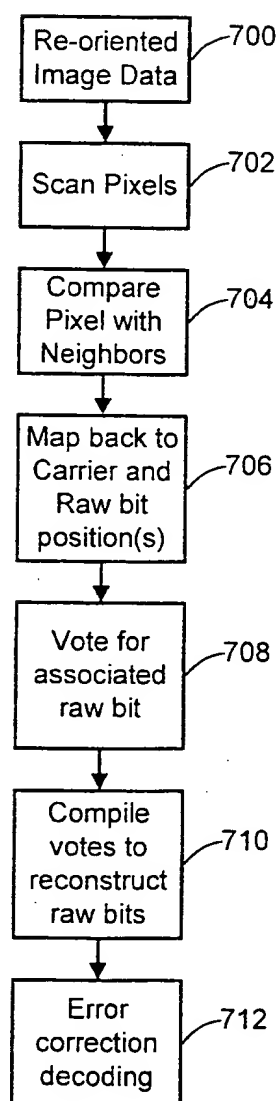 Re-oriented
Image Data
700
Scan Pixels
702
Compare
Pixel with
Neighbors
704
Map back to
Carrier and
Raw bit
position(s)
706
Vote for
associated
raw bit
708
Compile
votes to
reconstruct
raw bits
710
Error
correction
decoding
712